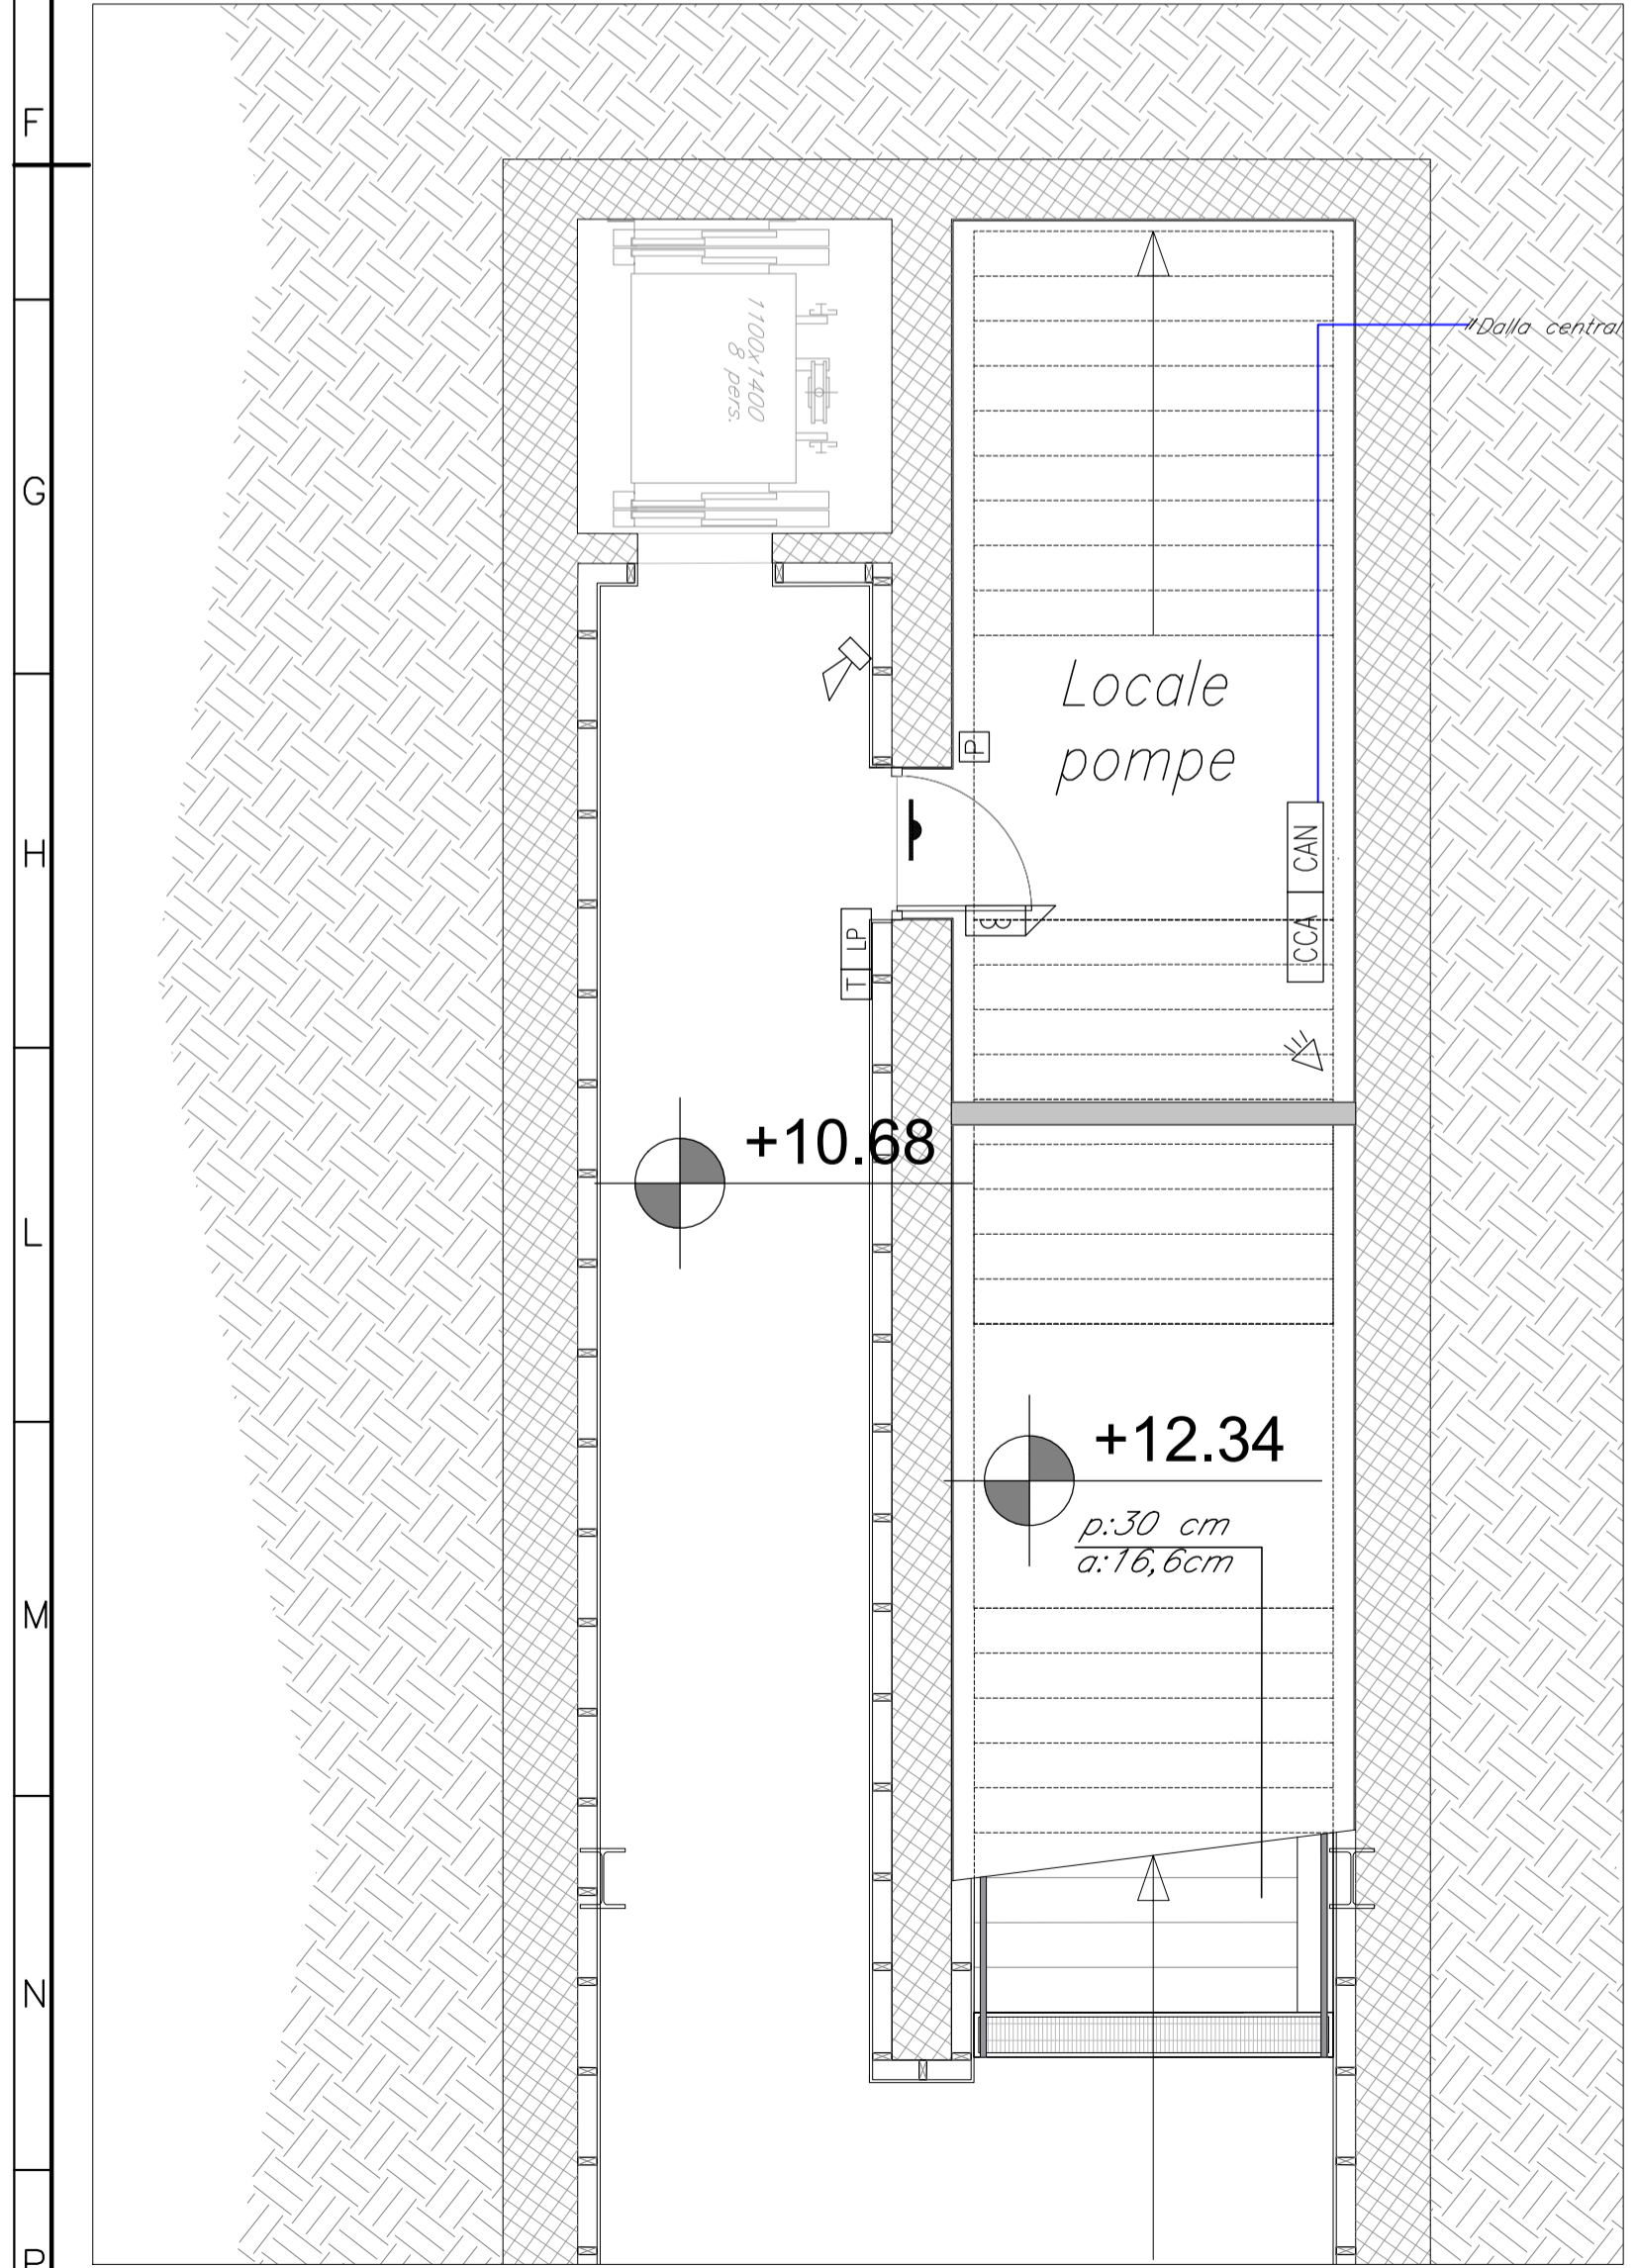 F
G
H
L
M
N
P
1100x1400
8 pers.
"Dalla central
Locale
pompe
P
CAN
CCA
LP
T
+10.68
+12.34
p:30 cm
a:16,6cm